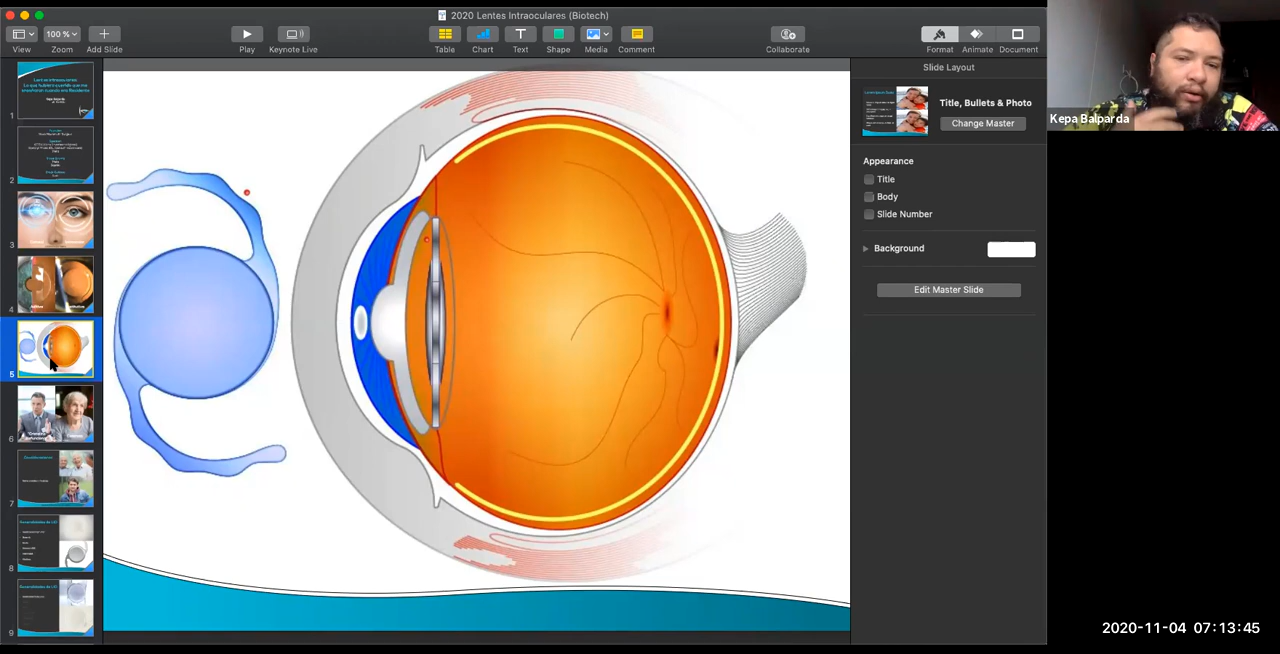 2020 Lentes Intraoculares (Biotech)
View
100 %
Zoom
Add Slide
Play
Keynote Live
Table
Chart
Text
Shape
Media
Comment
Collaborate
Format
Animate
Document
1
2
3
4
5
6
7
8
9
Slide Layout
Title, Bullets & Photo
Change Master
Appearance
Title
Body
Slide Number
Background
Edit Master Slide
Kepa Balparda
2020-11-04 07:13:45